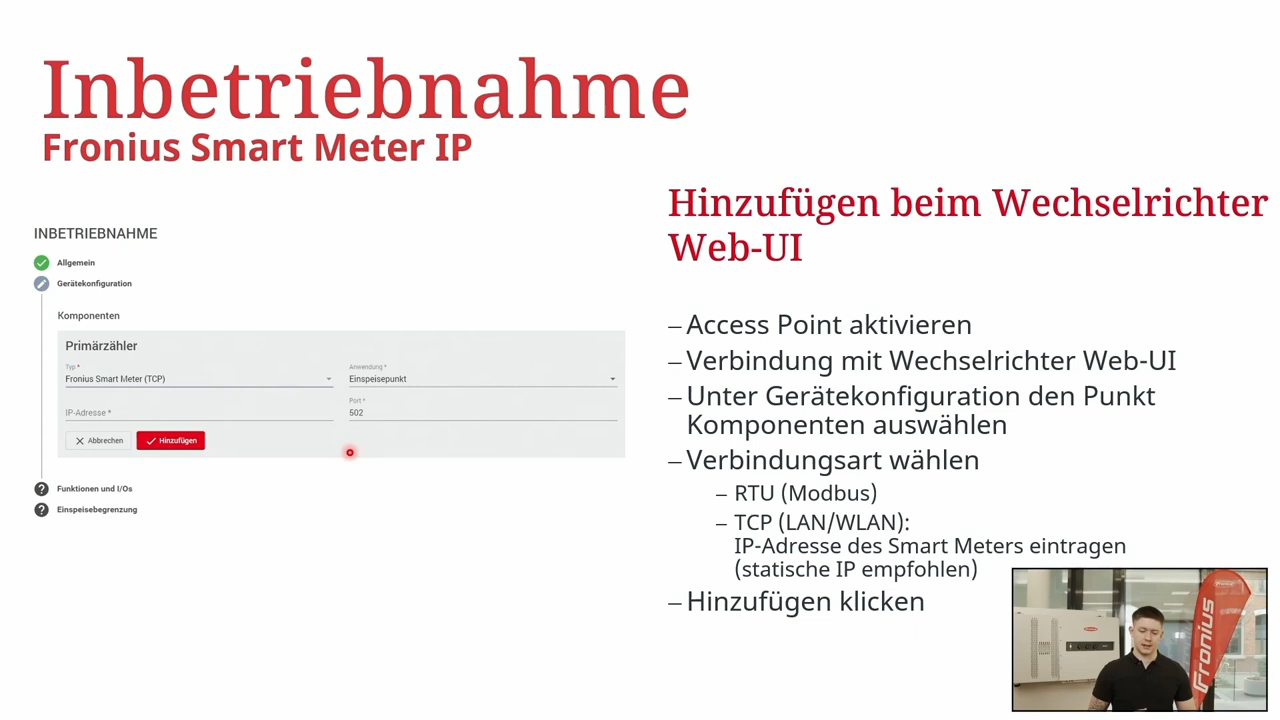 Inbetriebnahme
Fronius Smart Meter IP
INBETRIEBNAHME
Allgemein
Gerätekonfiguration
Komponenten
Primärzähler
Typ *
Anwendung *
Fronius Smart Meter (TCP)
Einspeisepunkt
Port *
IP-Adresse *
502
Abbrechen
Hinzufügen
Funktionen und I/Os
Einspeisebegrenzung
Hinzufügen beim Wechselrichter
Web-UI
– Access Point aktivieren
– Verbindung mit Wechselrichter Web-UI
– Unter Gerätekonfiguration den Punkt
Komponenten auswählen
– Verbindungsart wählen
– RTU (Modbus)
– TCP (LAN/WLAN):
IP-Adresse des Smart Meters eintragen
(statische IP empfohlen)
– Hinzufügen klicken
Fronius